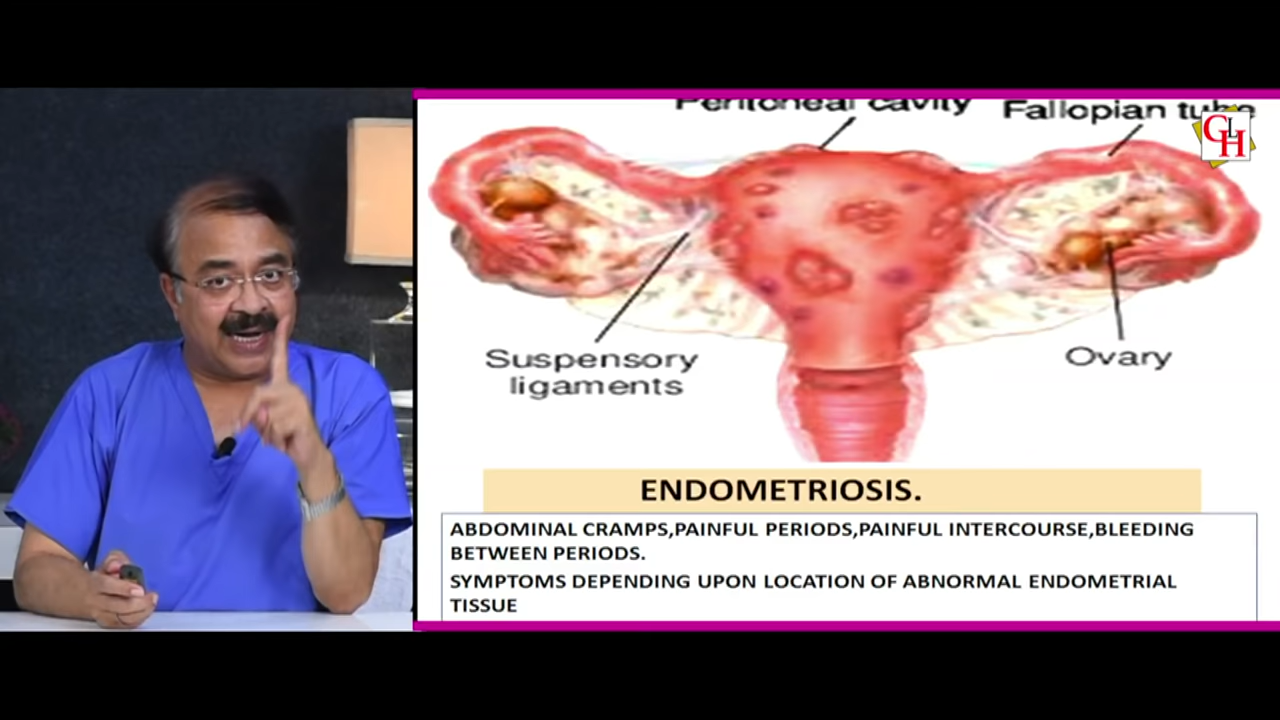 Peritoneal cavity
Fallopian tube
GLH
Suspensory
ligaments
Ovary
ENDOMETRIOSIS.
ABDOMINAL CRAMPS,PAINFUL PERIODS,PAINFUL INTERCOURSE,BLEEDING
BETWEEN PERIODS.
SYMPTOMS DEPENDING UPON LOCATION OF ABNORMAL ENDOMETRIAL
TISSUE